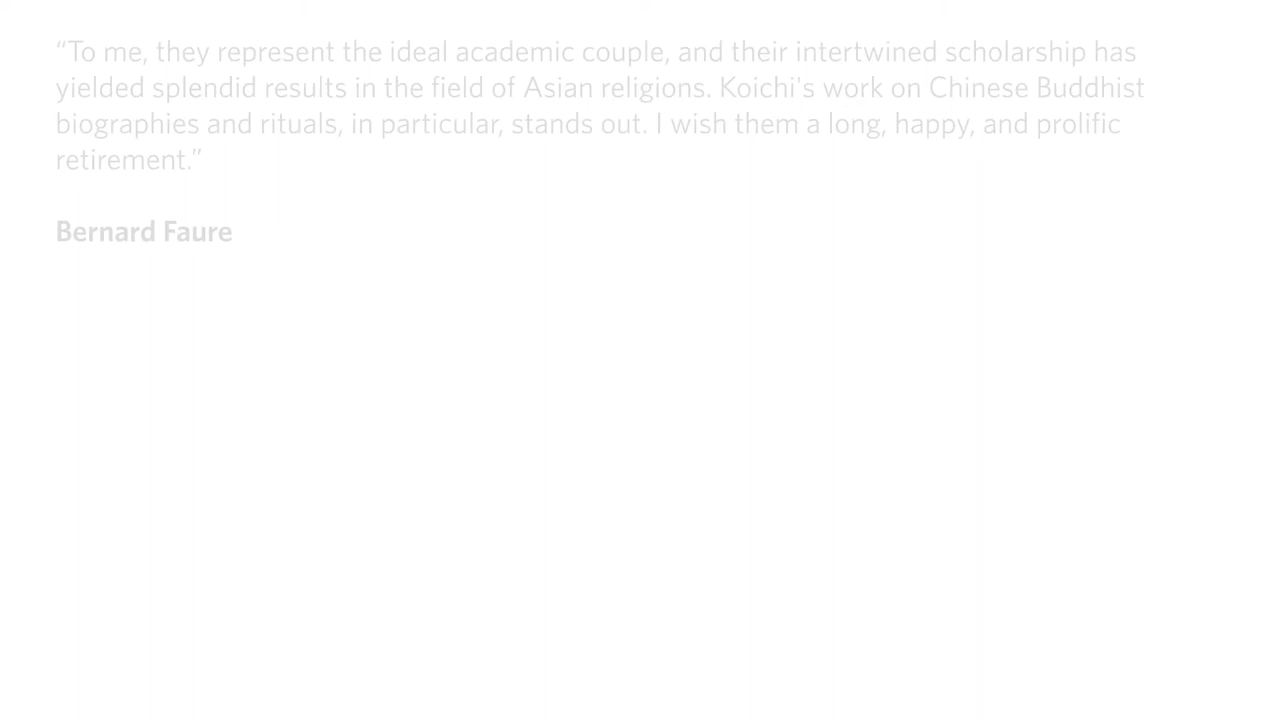 “To me, they represent the ideal academic couple, and their intertwined scholarship has
yielded splendid results in the field of Asian religions. Koichi's work on Chinese Buddhist
biographies and rituals, in particular, stands out. I wish them a long, happy, and prolific
retirement.”
Bernard Faure